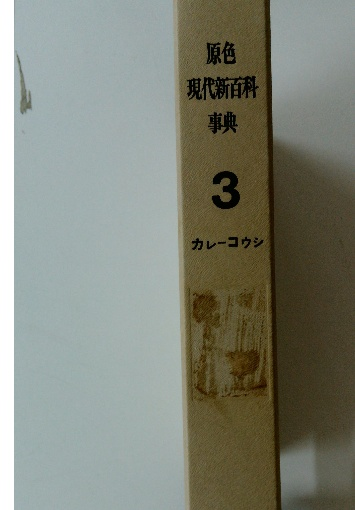 原色
現代新百科
事典
3
カレーコウシ